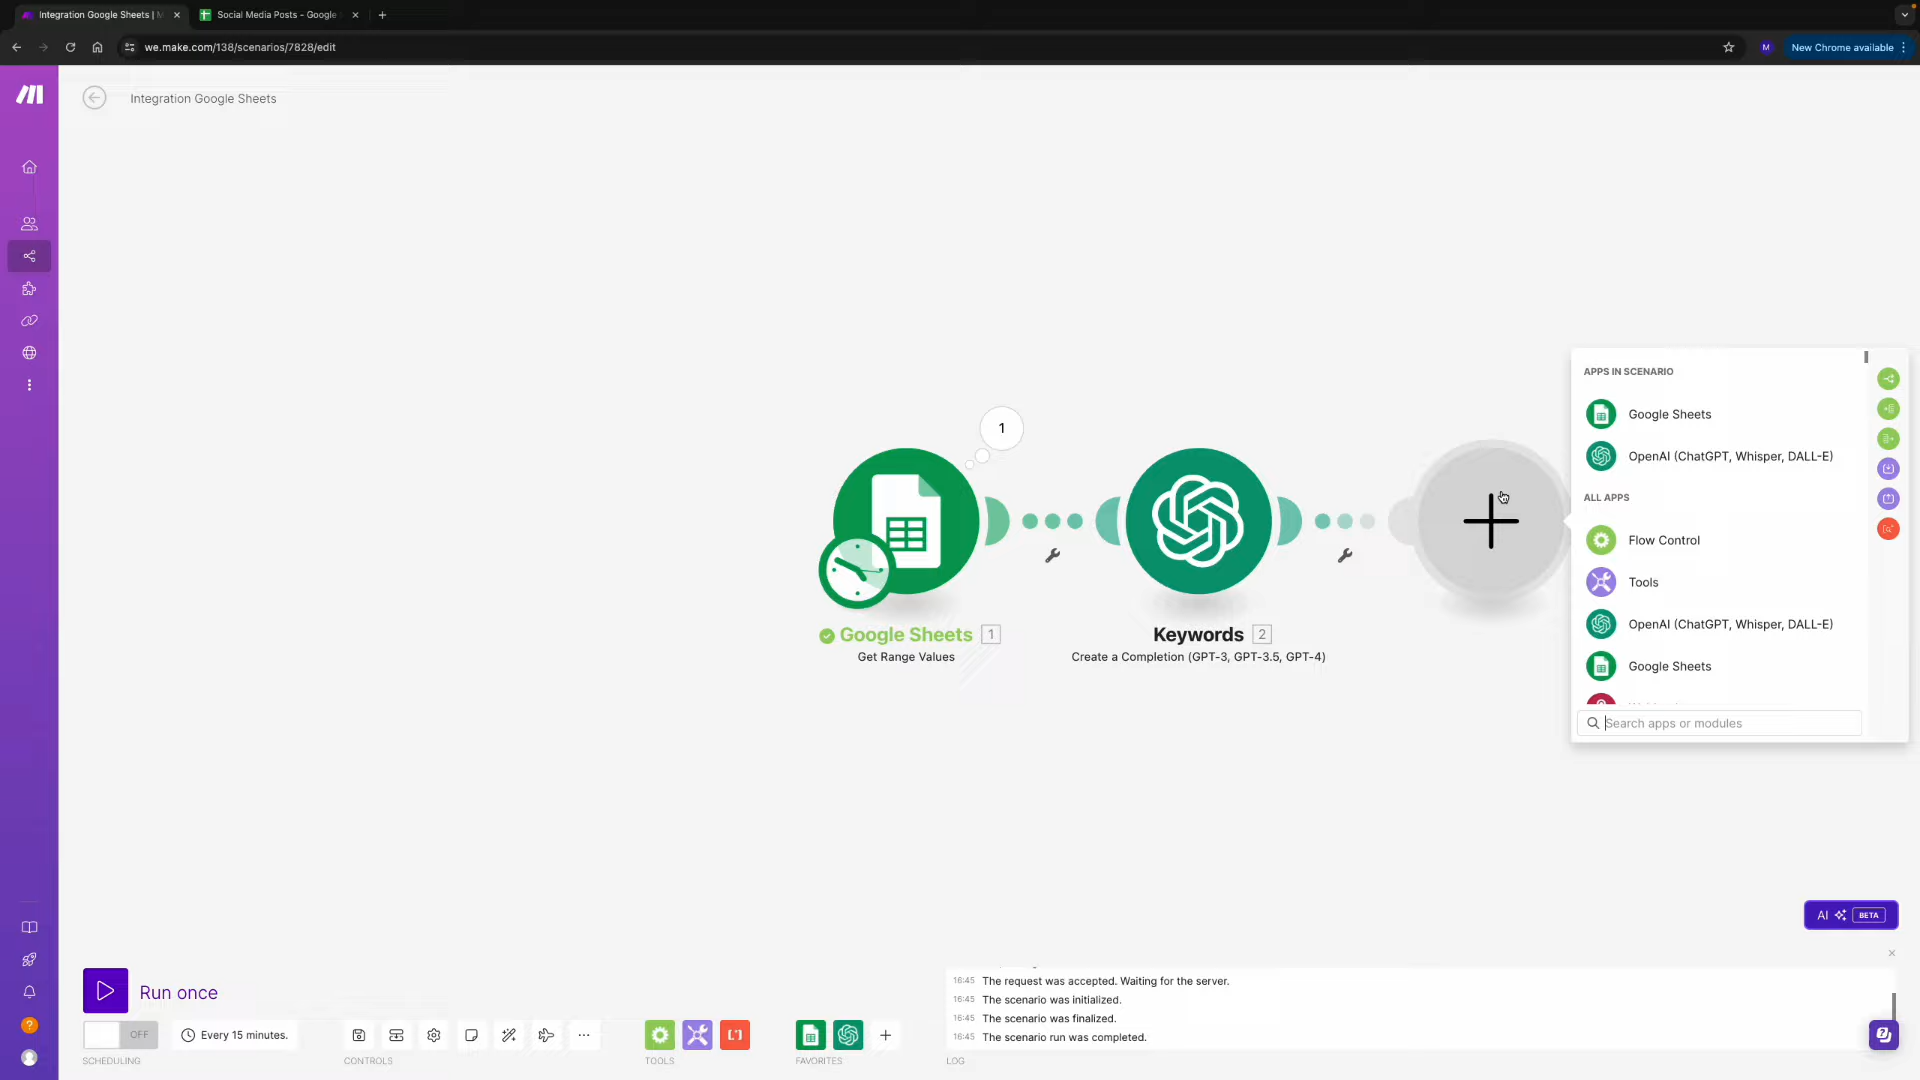 Integration Google Sheets | M
Social Media Posts - Google
we.make.com/138/scenarios/7828/edit
M
New Chrome available
Integration Google Sheets
1
Google Sheets 1
Get Range Values
Keywords 2
Create a Completion (GPT-3, GPT-3.5, GPT-4)
APPS IN SCENARIO
Google Sheets
OpenAI (ChatGPT, Whisper, DALL-E)
ALL APPS
Flow Control
Tools
OpenAI (ChatGPT, Whisper, DALL-E)
Google Sheets
Search apps or modules
AI BETA
Run once
OFF
Every 15 minutes.
SCHEDULING
CONTROLS
TOOLS
FAVORITES
16:45 The request was accepted. Waiting for the server.
16:45 The scenario was initialized.
16:45 The scenario was finalized.
16:45 The scenario run was completed.
LOG